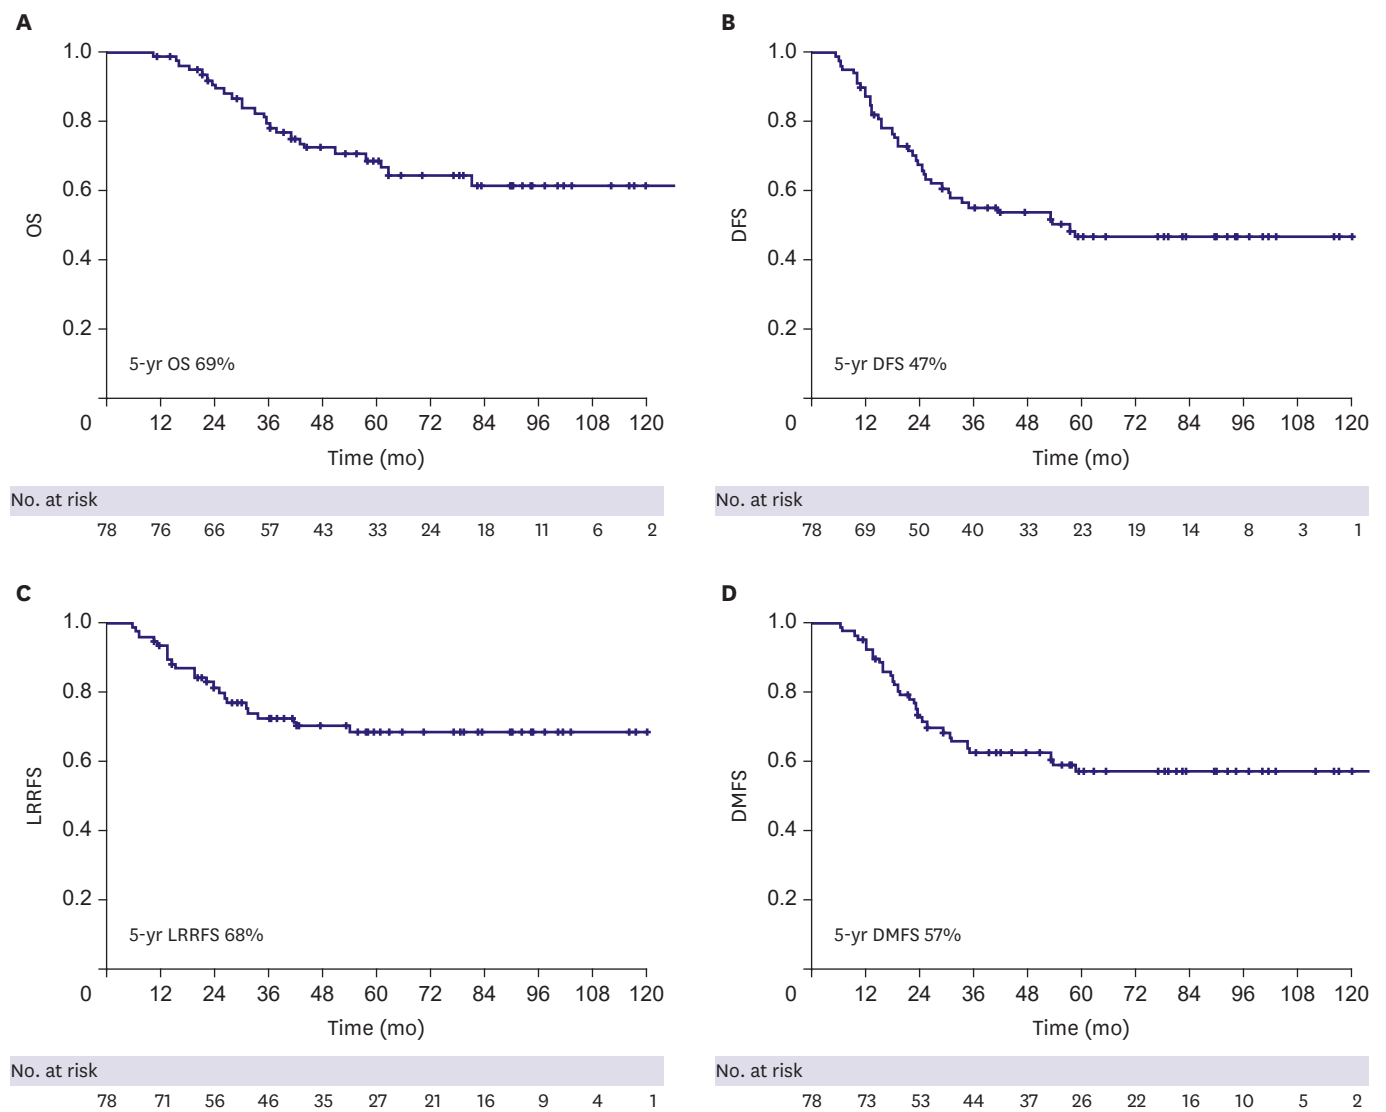 A
1.0
0.8
0.6
0.4
0.2
OS
5-yr OS 69%
0 12 24 36 48 60 72 84 96 108 120
Time (mo)
No. at risk
78 76 66 57 43 33 24 18 11 6 2
B
1.0
0.8
0.6
0.4
0.2
DFS
5-yr DFS 47%
0 12 24 36 48 60 72 84 96 108 120
Time (mo)
No. at risk
78 69 50 40 33 23 19 14 8 3 1
C
1.0
0.8
0.6
0.4
0.2
LRRFS
5-yr LRRFS 68%
0 12 24 36 48 60 72 84 96 108 120
Time (mo)
No. at risk
78 71 56 46 35 27 21 16 9 4 1
D
1.0
0.8
0.6
0.4
0.2
DMFS
5-yr DMFS 57%
0 12 24 36 48 60 72 84 96 108 120
Time (mo)
No. at risk
78 73 53 44 37 26 22 16 10 5 2